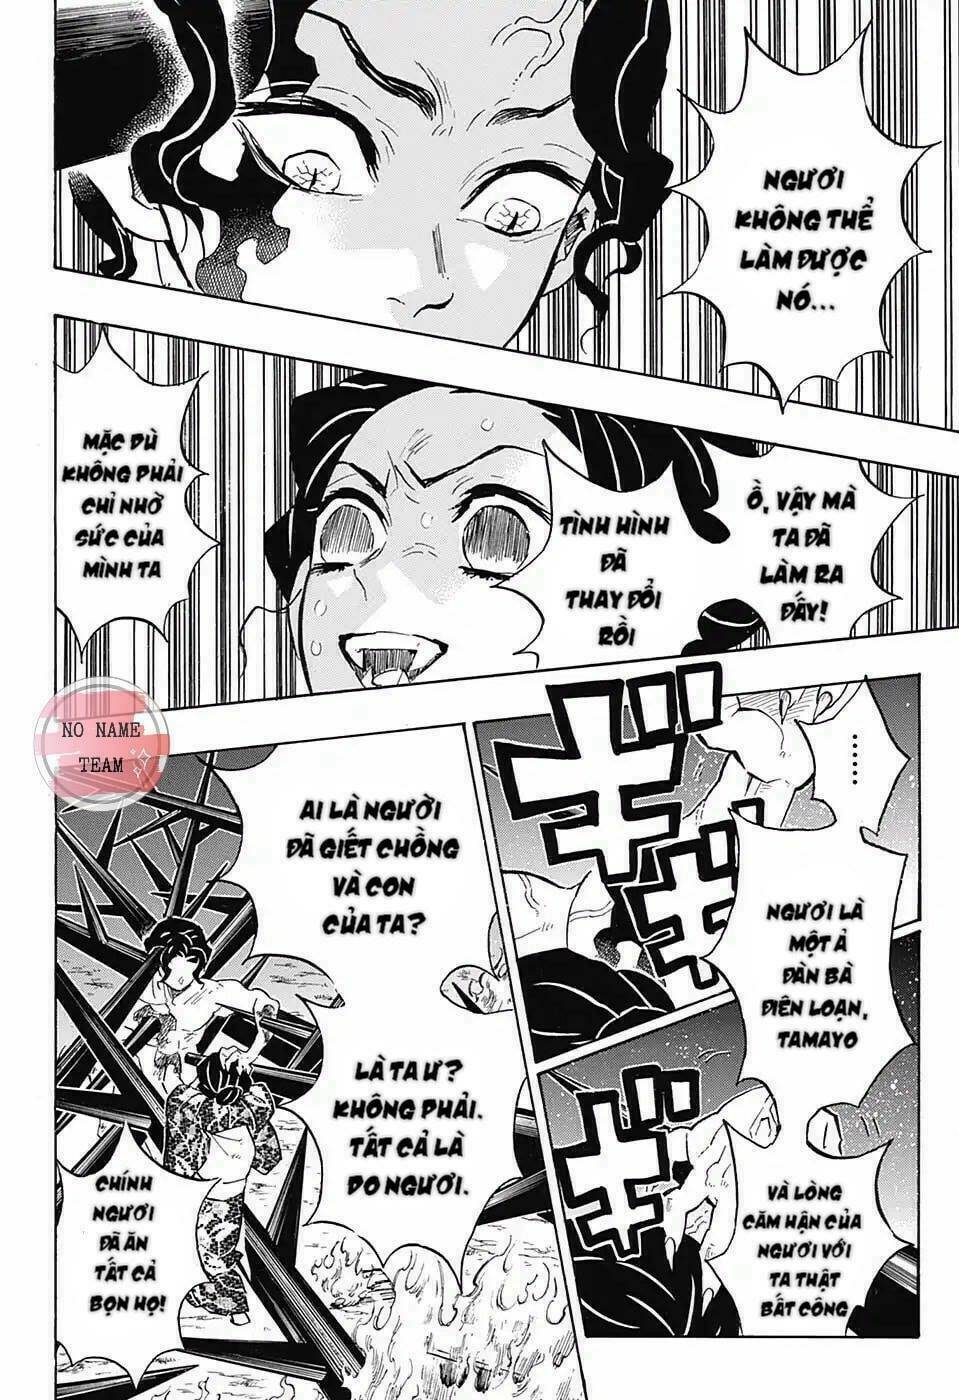 NGƯƠI
KHÔNG THỂ
LÀM ĐƯỢC
NÓ...
Ồ, VẬY MÀ
TA ĐÃ
LÀM RA
ĐẤY!
TÌNH HÌNH
ĐÃ
THAY ĐỔI
RỒI
MẶC DÙ
KHÔNG PHẢI
CHỈ NHỜ
SỨC CỦA
MÌNH TA
NO NAME
TEAM
......
ギギギ
NGƯƠI LÀ
MỘT Ả
ĐÀN BÀ
ĐIÊN LOẠN,
TAMAYO
VÀ LÒNG
CĂM HẬN CỦA
NGƯƠI VỚI
TA THẬT
BẤT CÔNG
AI LÀ NGƯỜI
ĐÃ GIẾT CHỒNG
VÀ CON
CỦA TA?
LÀ TA Ư?
KHÔNG PHẢI.
TẤT CẢ LÀ
DO NGƯƠI.
CHÍNH
NGƯƠI
ĐÃ ĂN
TẤT CẢ
BỌN HỌ!